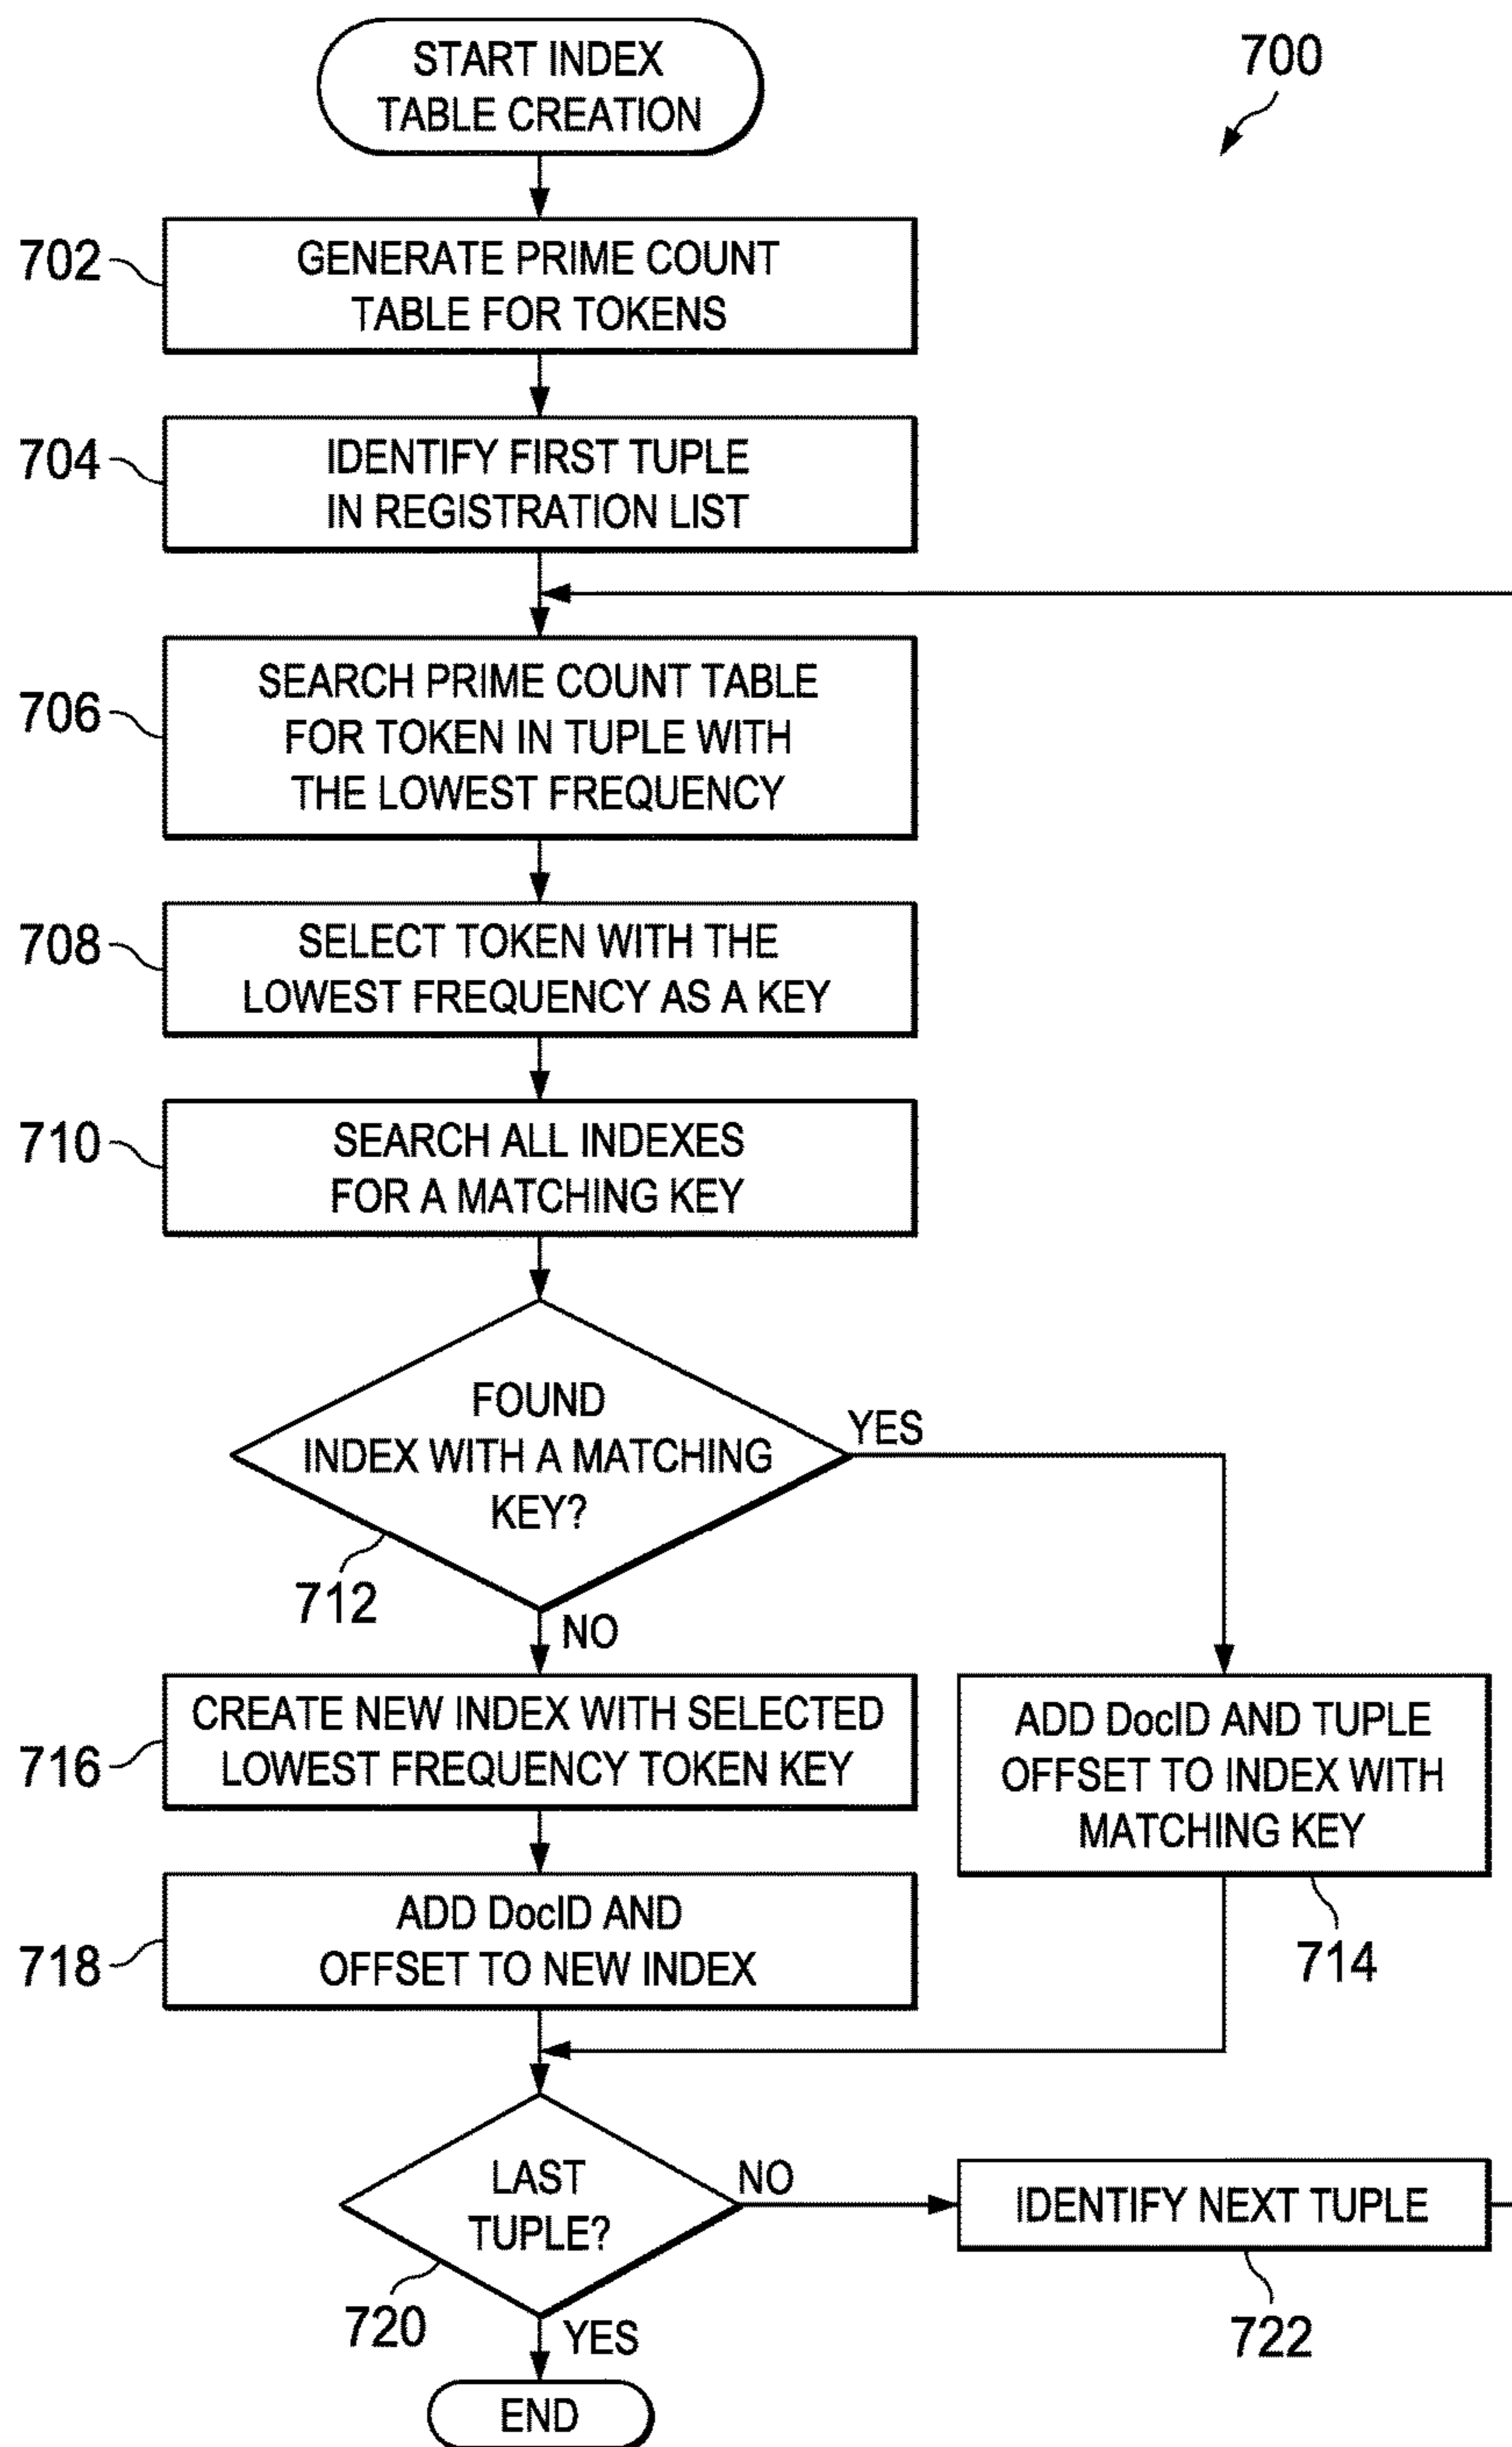 START INDEX
TABLE CREATION
700
702
GENERATE PRIME COUNT
TABLE FOR TOKENS
704
IDENTIFY FIRST TUPLE
IN REGISTRATION LIST
706
SEARCH PRIME COUNT TABLE
FOR TOKEN IN TUPLE WITH
THE LOWEST FREQUENCY
708
SELECT TOKEN WITH THE
LOWEST FREQUENCY AS A KEY
710
SEARCH ALL INDEXES
FOR A MATCHING KEY
FOUND
INDEX WITH A MATCHING
KEY?
YES
712
NO
716
CREATE NEW INDEX WITH SELECTED
LOWEST FREQUENCY TOKEN KEY
ADD DocID AND TUPLE
OFFSET TO INDEX WITH
MATCHING KEY
714
718
ADD DocID AND
OFFSET TO NEW INDEX
LAST
TUPLE?
NO
IDENTIFY NEXT TUPLE
720
YES
722
END